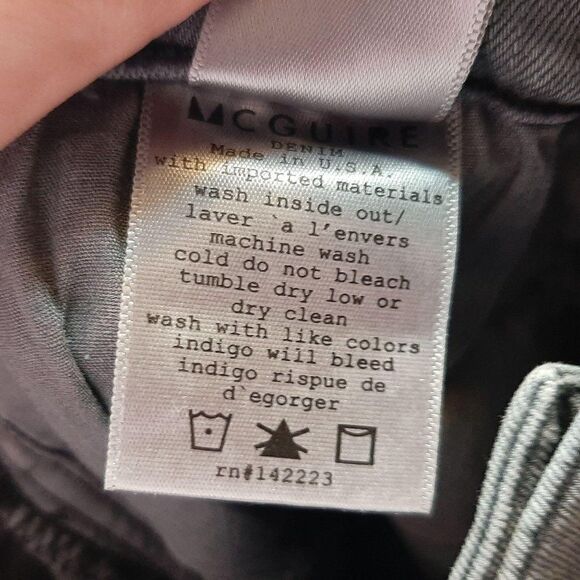 MCGUIRE
DENIM
Made in U.S.A.
with imported materials
wash inside out/
laver `a l'envers
machine wash
cold do not bleach
tumble dry low or
dry clean
wash with like colors
indigo will bleed
indigo rispue de
d`egorger
rn#142223